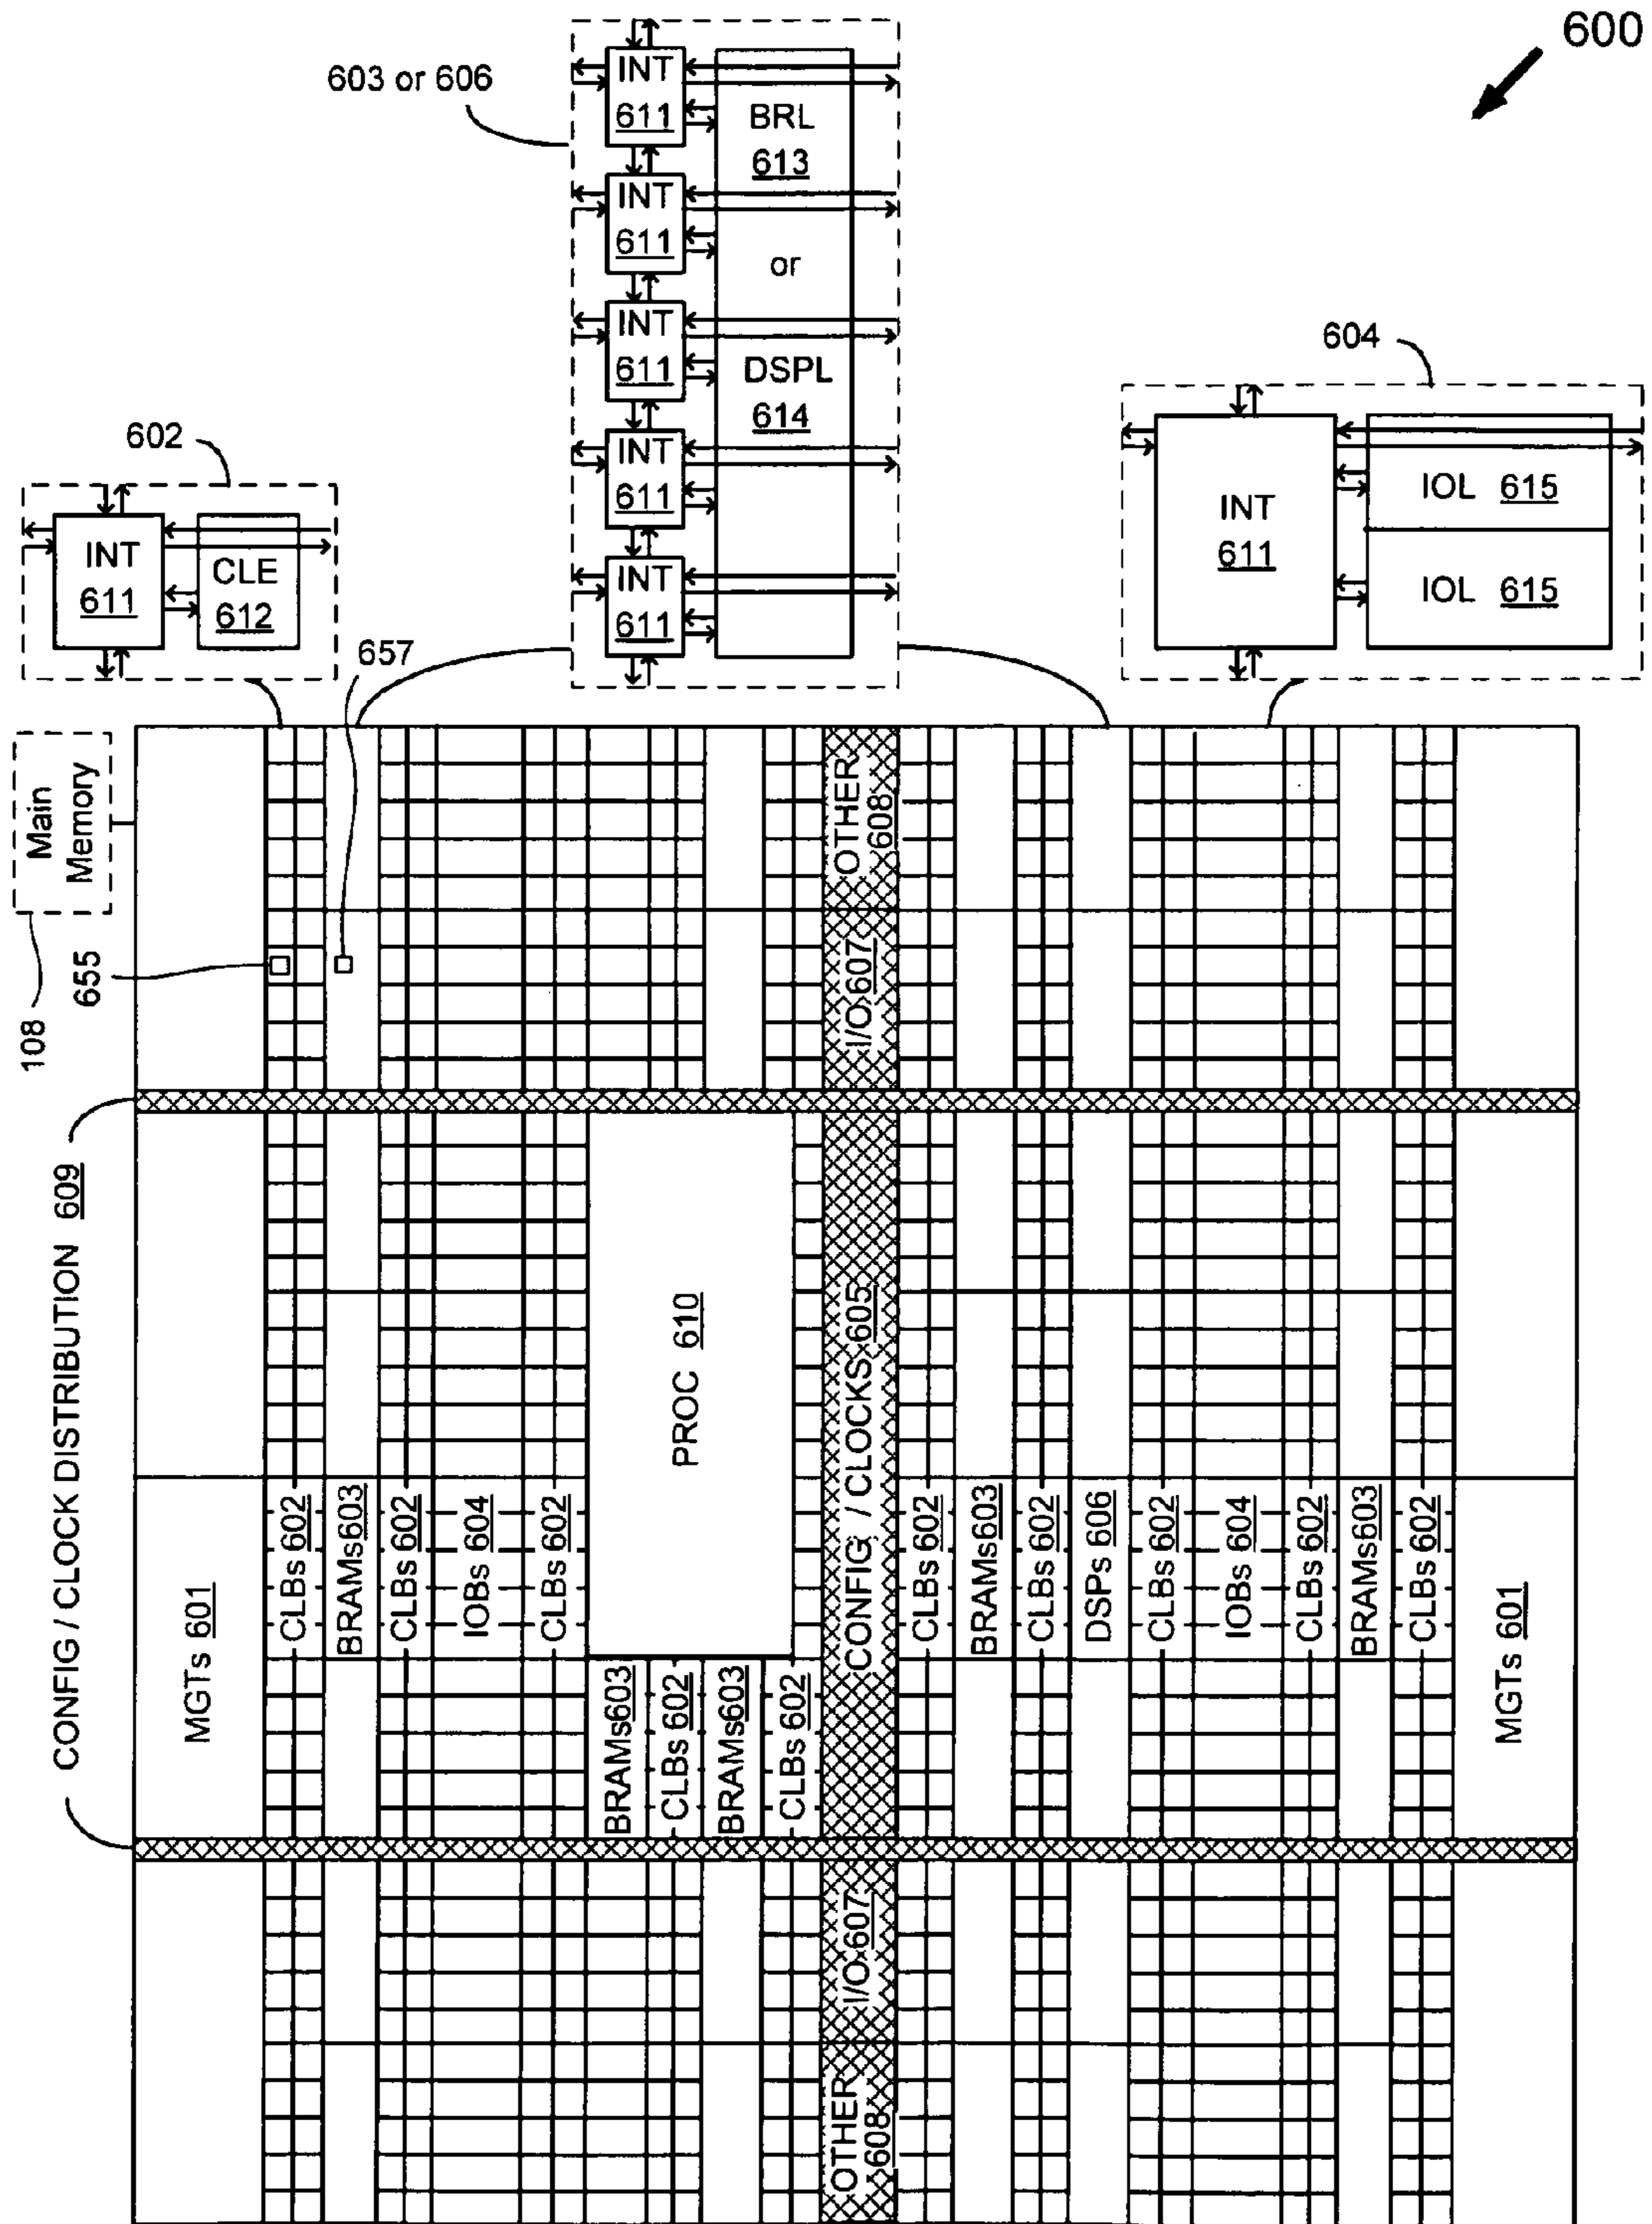 600
603 or 606
INT
611
INT
611
INT
611
INT
611
INT
611
BRL
613
or
DSPL
614
604
INT
611
IOL 615
IOL 615
602
INT
611
CLE
612
657
Main
Memory
108
655
CONFIG / CLOCK DISTRIBUTION 609
OTHER
608
I/O 607
PROC 610
CONFIG / CLOCKS 605
MGTs 601
CLBs 602
BRAMs 603
CLBs 602
IOBs 604
CLBs 602
BRAMs 603
CLBs 602
BRAMs 603
CLBs 602
CLBs 602
BRAMs 603
CLBs 602
DSPs 606
CLBs 602
IOBs 604
CLBs 602
BRAMs 603
CLBs 602
MGTs 601
I/O 607
OTHER
608